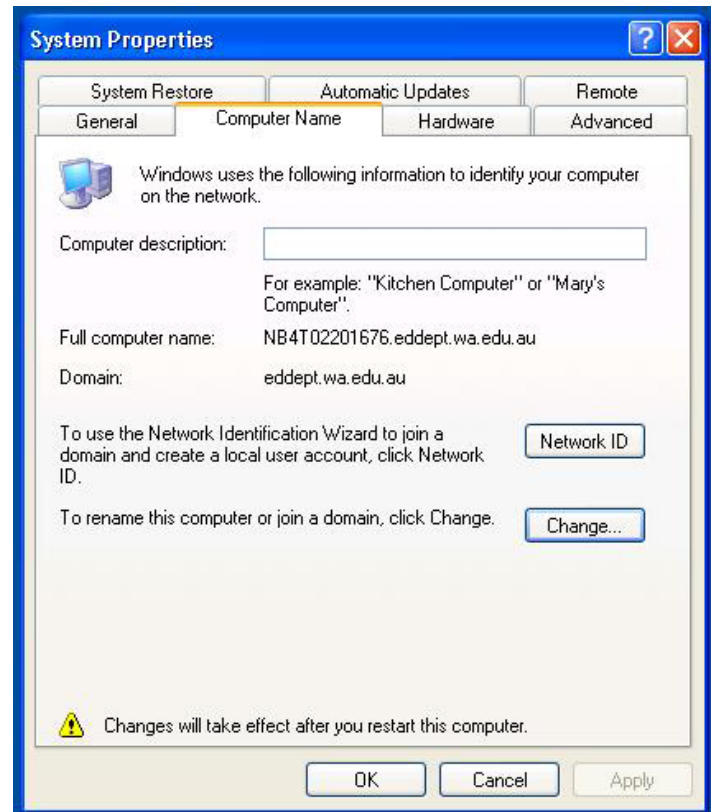 System Properties
System Restore Automatic Updates Remote
General Computer Name Hardware Advanced
Windows uses the following information to identify your computer
on the network.
Computer description:
For example: "Kitchen Computer" or "Mary's
Computer".
Full computer name: NB4T02201676.eddept.wa.edu.au
Domain: eddept.wa.edu.au
To use the Network Identification Wizard to join a
domain and create a local user account, click Network
ID.
Network ID
To rename this computer or join a domain, click Change.
Change...
Changes will take effect after you restart this computer.
OK Cancel Apply